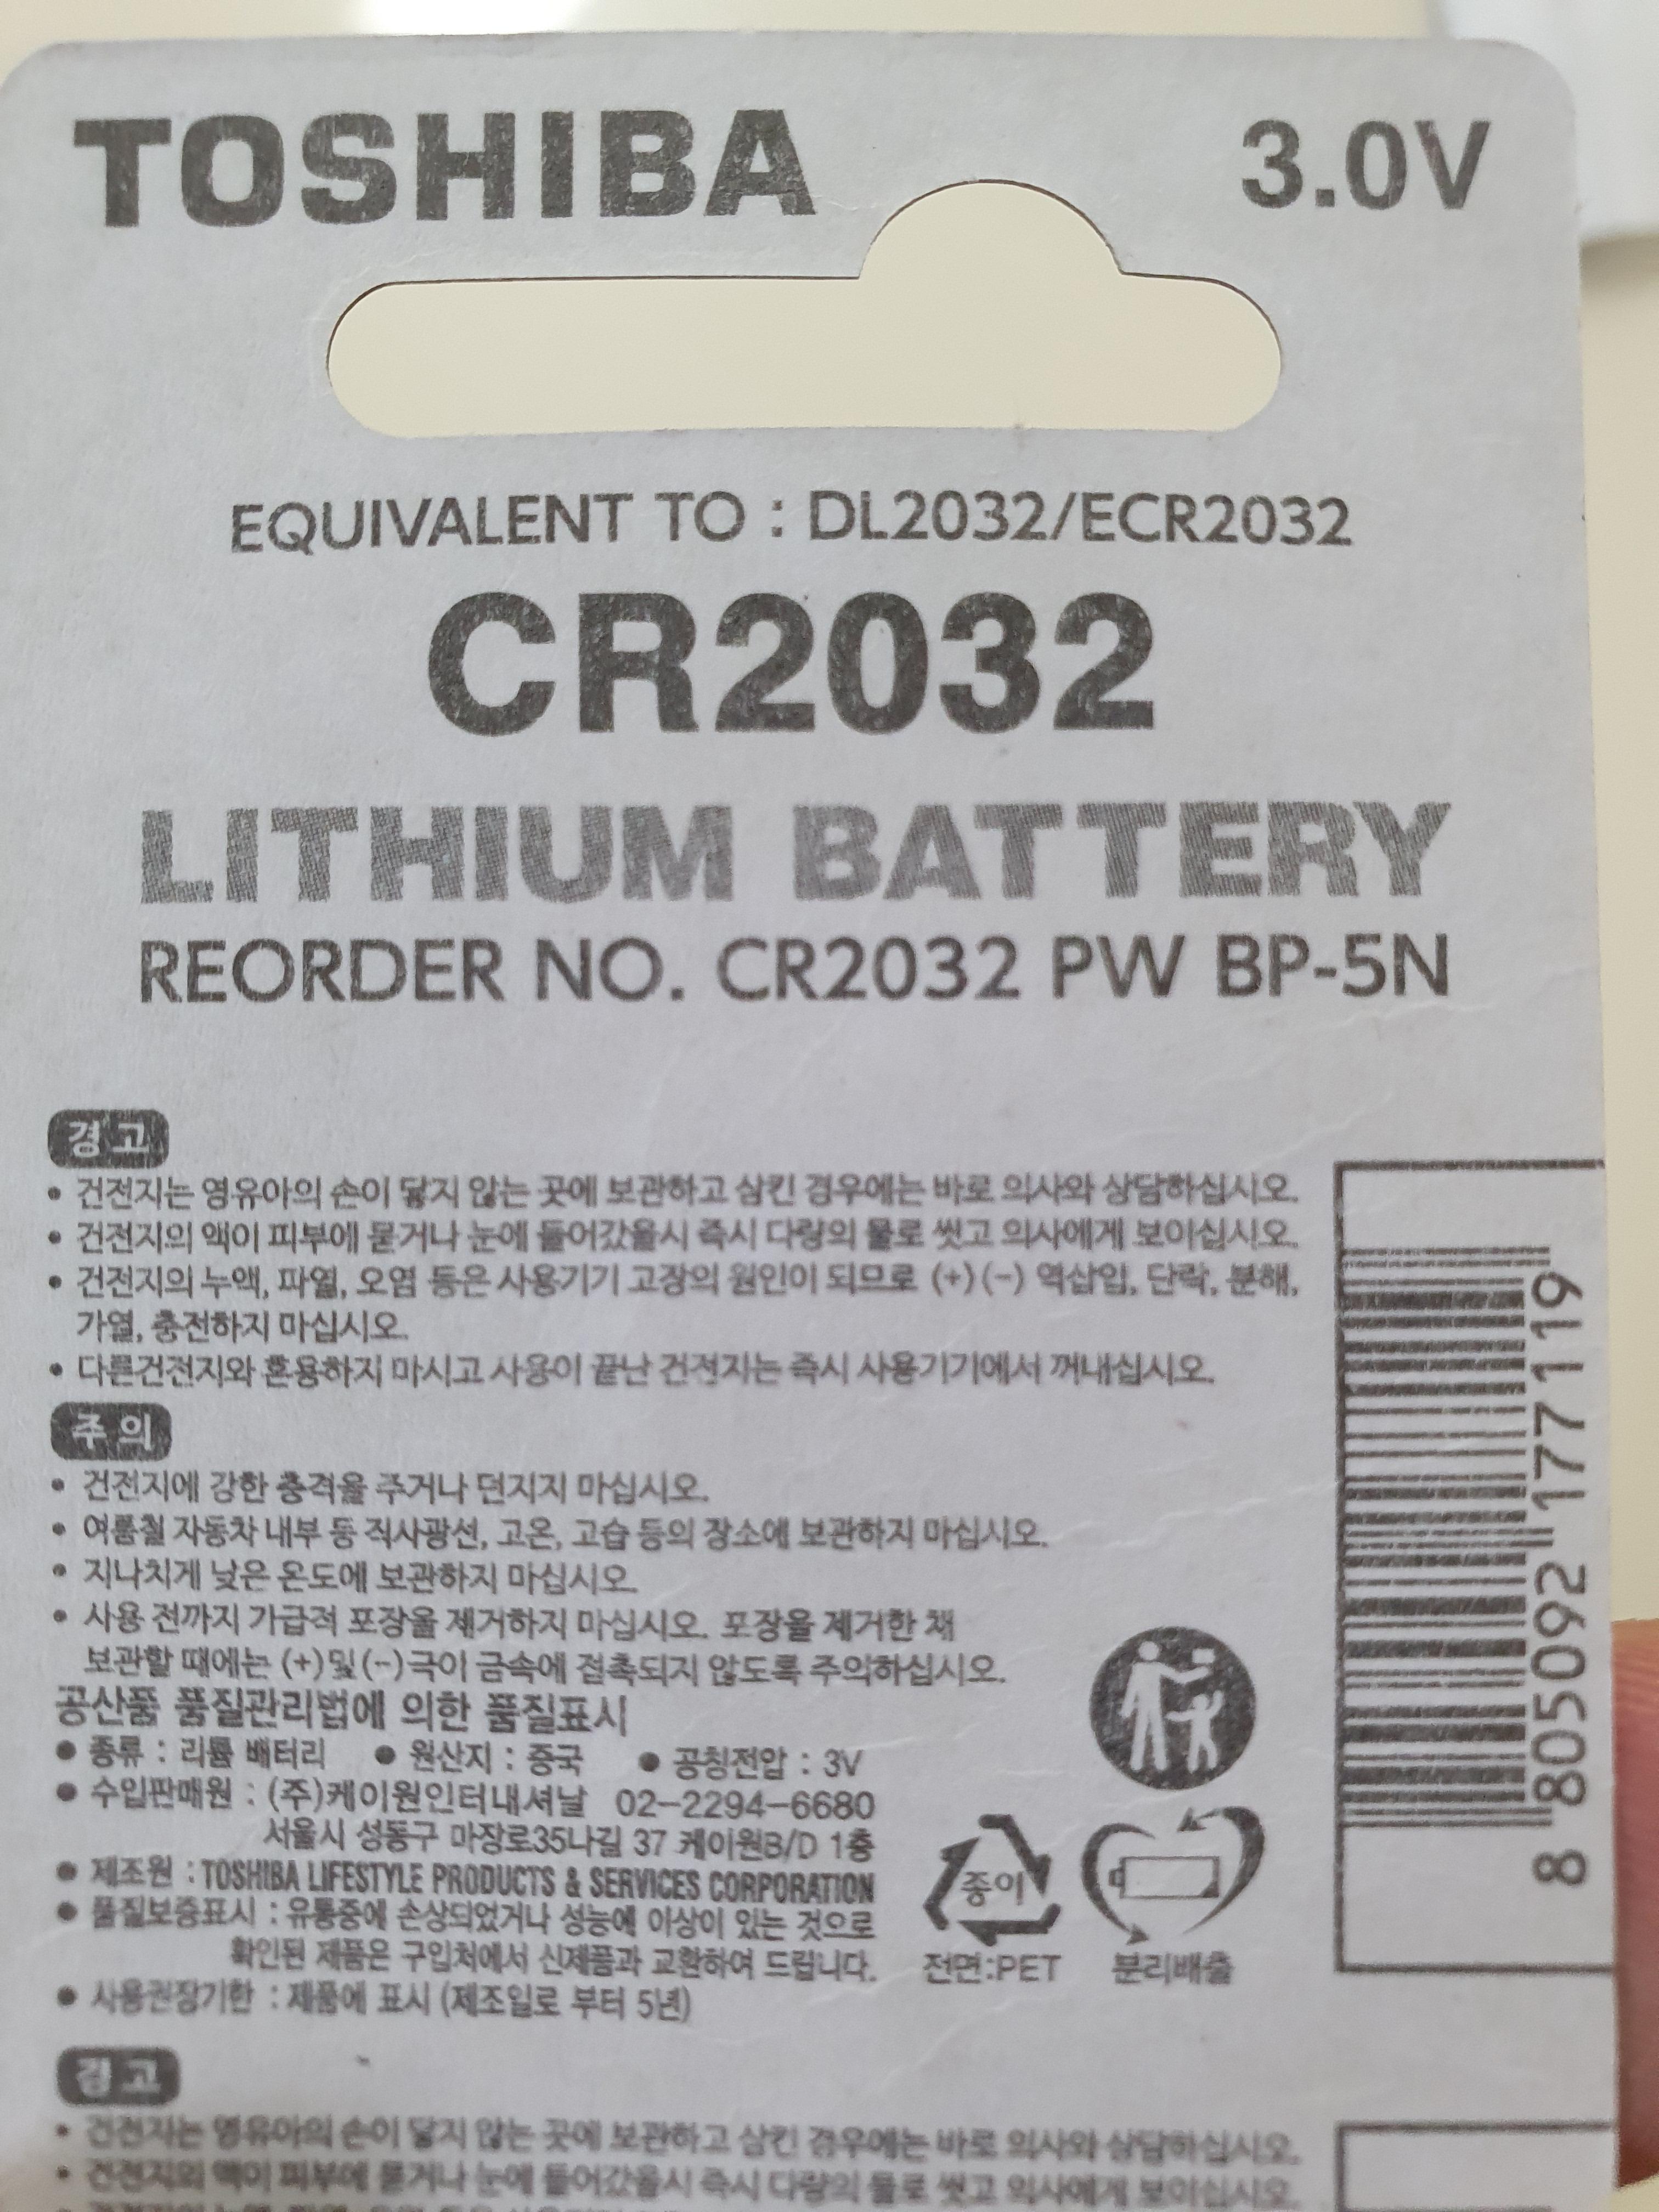 TOSHIBA 3.0V
EQUIVALENT TO : DL2032/ECR2032
CR2032
LITHIUM BATTERY
REORDER NO. CR2032 PW BP-5N
경고
• 건전지는 영유아의 손이 닿지 않는 곳에 보관하고 삼킨 경우에는 바로 의사와 상담하십시오.
• 건전지의 액이 피부에 묻거나 눈에 들어갔을시 즉시 다량의 물로 씻고 의사에게 보이십시오.
• 건전지의 누액, 파열, 오염 등은 사용기기 고장의 원인이 되므로 (+)(-) 역삽입, 단락, 분해,
가열, 충전하지 마십시오.
• 다른건전지와 혼용하지 마시고 사용이 끝난 건전지는 즉시 사용기기에서 꺼내십시오.
주의
• 건전지에 강한 충격을 주거나 던지지 마십시오.
• 여름철 자동차 내부 등 직사광선, 고온, 고습 등의 장소에 보관하지 마십시오.
• 지나치게 낮은 온도에 보관하지 마십시오.
• 사용 전까지 가급적 포장을 제거하지 마십시오. 포장을 제거한 채
보관할 때에는 (+)및(-)극이 금속에 접촉되지 않도록 주의하십시오.
공산품 품질관리법에 의한 품질표시
● 종류 : 리튬 배터리 ● 원산지 : 중국 ● 공칭전압 : 3V
● 수입판매원 : (주)케이원인터내셔날 02-2294-6680
서울시 성동구 마장로35나길 37 케이원B/D 1층
● 제조원 : TOSHIBA LIFESTYLE PRODUCTS & SERVICES CORPORATION
● 품질보증표시 : 유통중에 손상되었거나 성능에 이상이 있는 것으로
확인된 제품은 구입처에서 신제품과 교환하여 드립니다.
● 사용권장기한 : 제품에 표시 (제조일로 부터 5년)
종이
전면:PET
분리배출
8 805092 177119
경고
• 건전지는 영유아의 손이 닿지 않는 곳에 보관하고 삼킨 경우에는 바로 의사와 상담하십시오.
• 건전지의 액이 피부에 묻거나 눈에 들어갔을시 즉시 다량의 물로 씻고 의사에게 보이십시오.